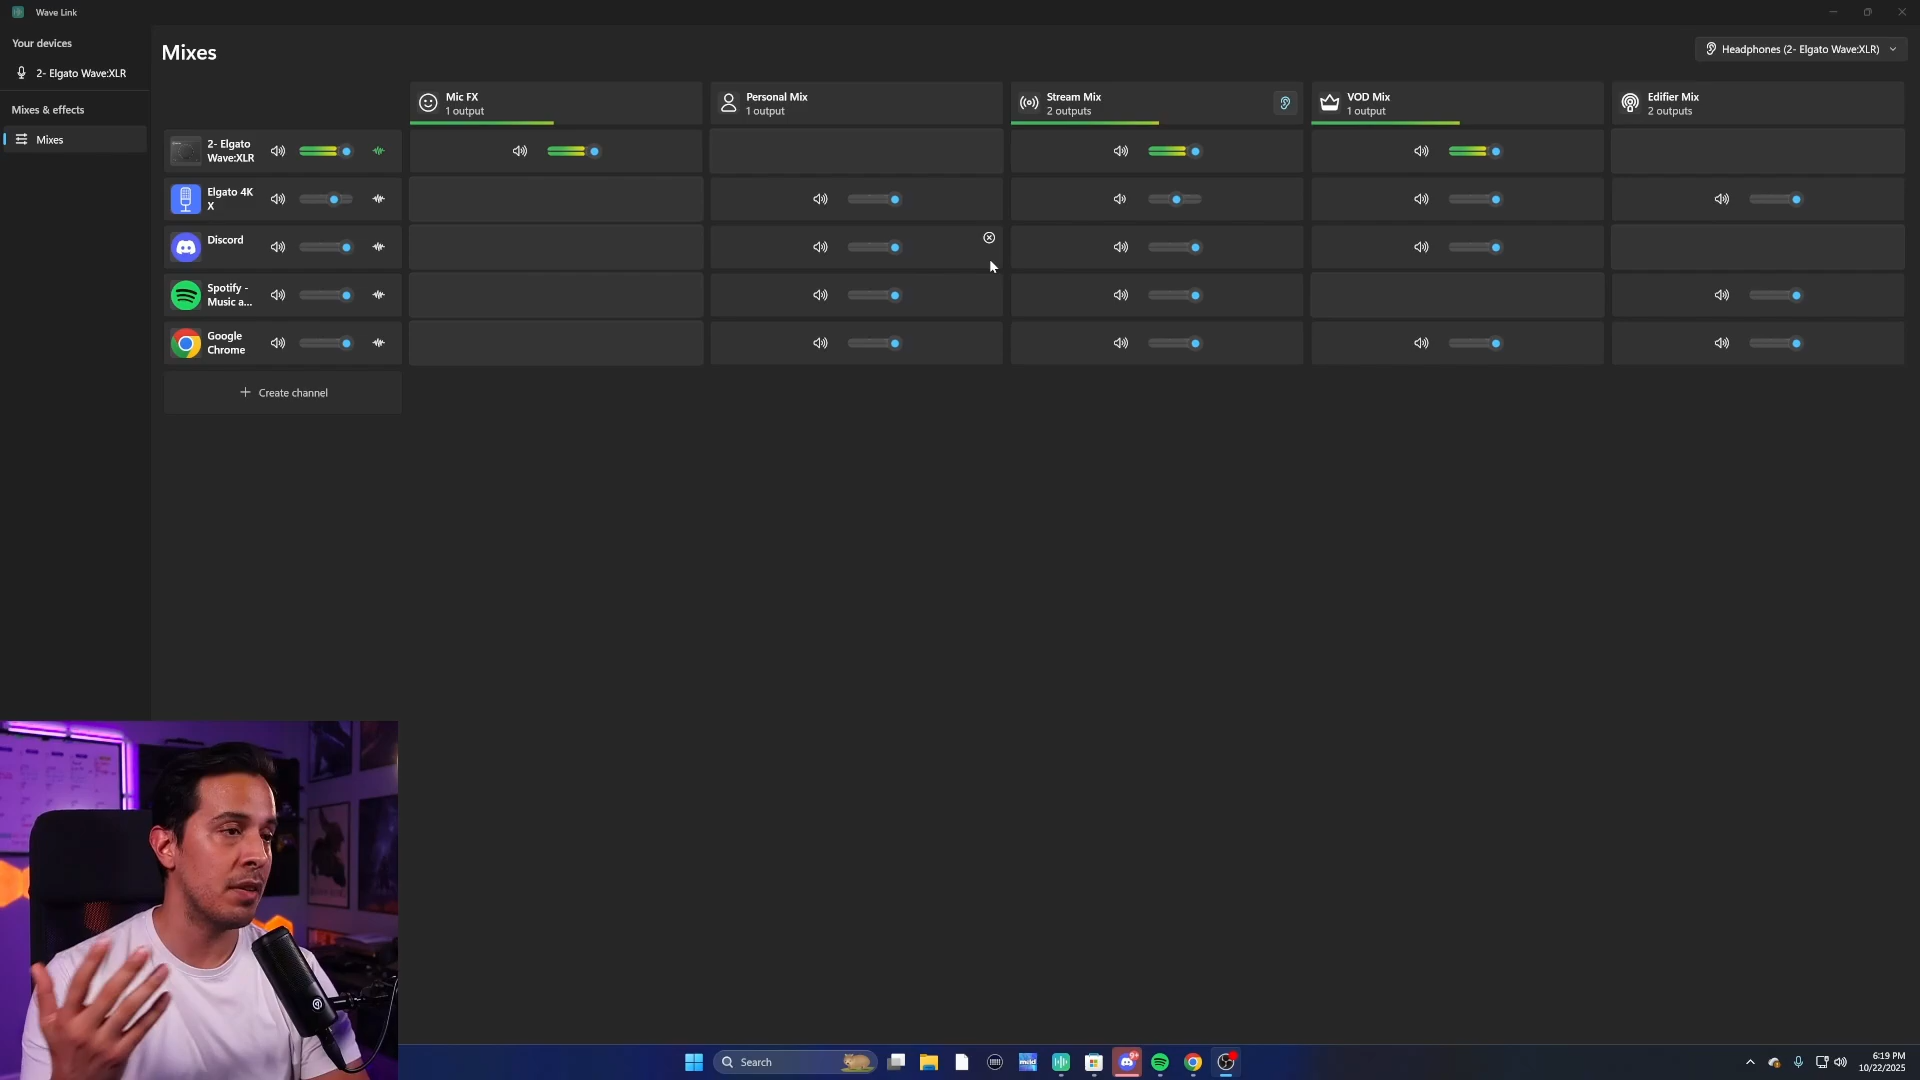 Wave Link
Your devices
2- Elgato Wave:XLR
Mixes & effects
Mixes
Mixes
Headphones (2- Elgato Wave:XLR)
Mic FX
1 output
Personal Mix
1 output
Stream Mix
2 outputs
VOD Mix
1 output
Edifier Mix
2 outputs
2- Elgato
Wave:XLR
Elgato 4K
X
Discord
Spotify -
Music a...
Google
Chrome
+ Create channel
Search
6:19 PM
10/22/2025